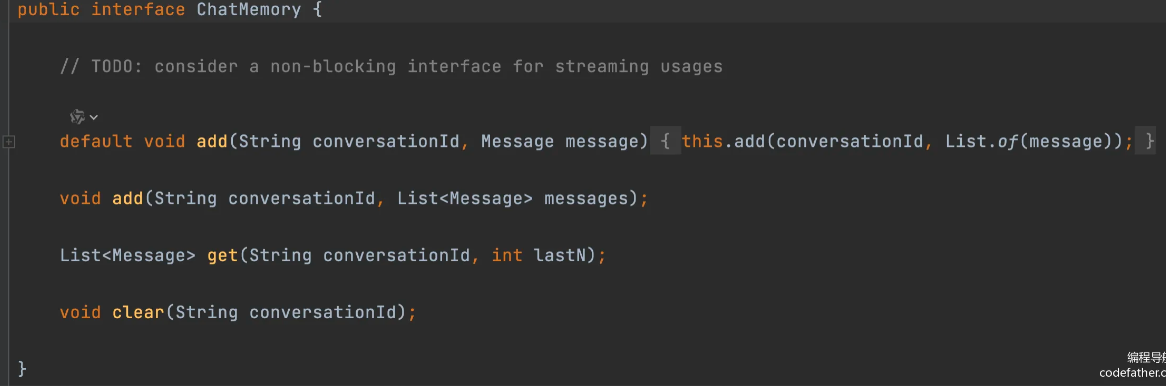 public interface ChatMemory {
// TODO: consider a non-blocking interface for streaming usages
default void add(String conversationId, Message message) { this.add(conversationId, List.of(message)); }
void add(String conversationId, List<Message> messages);
List<Message> get(String conversationId, int lastN);
void clear(String conversationId);
}
编程导
codefather.c